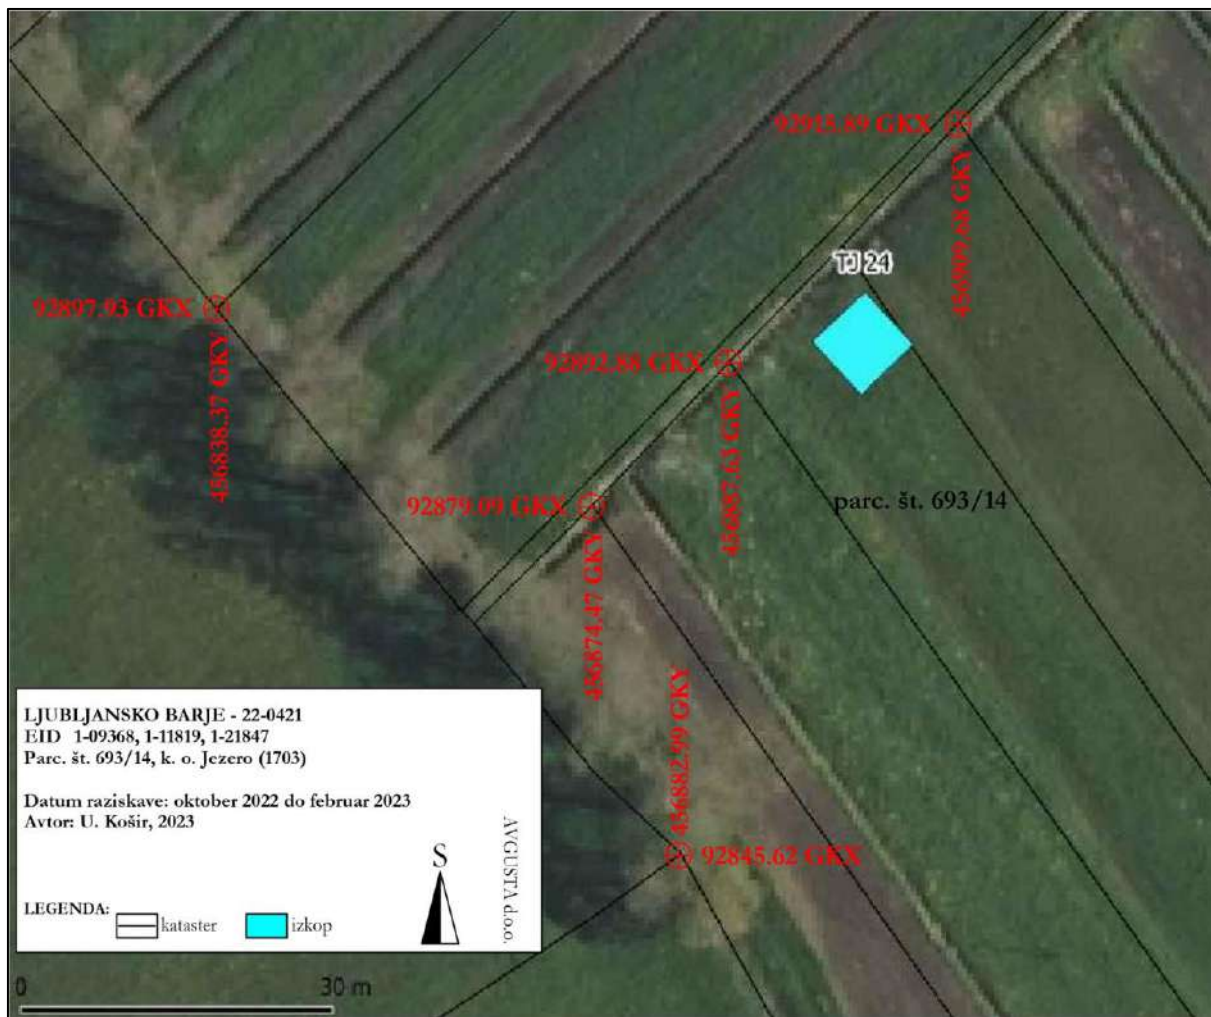 92915.89 GKX
456909.68 GKY
TJ 24
92897.93 GKX
456838.37 GKY
92892.88 GKX
456887.63 GKY
92879.09 GKX
456874.47 GKY
parc. št. 693/14
456882.99 GKY
92845.62 GKX
LJUBLJANSKO BARJE - 22-0421
EID 1-09368, 1-11819, 1-21847
Parc. št. 693/14, k. o. Jezero (1703)
Datum raziskave: oktober 2022 do februar 2023
Avtor: U. Košir, 2023
S
AVGUSTA d.o.o.
LEGENDA:
kataster
izkop
0
30 m